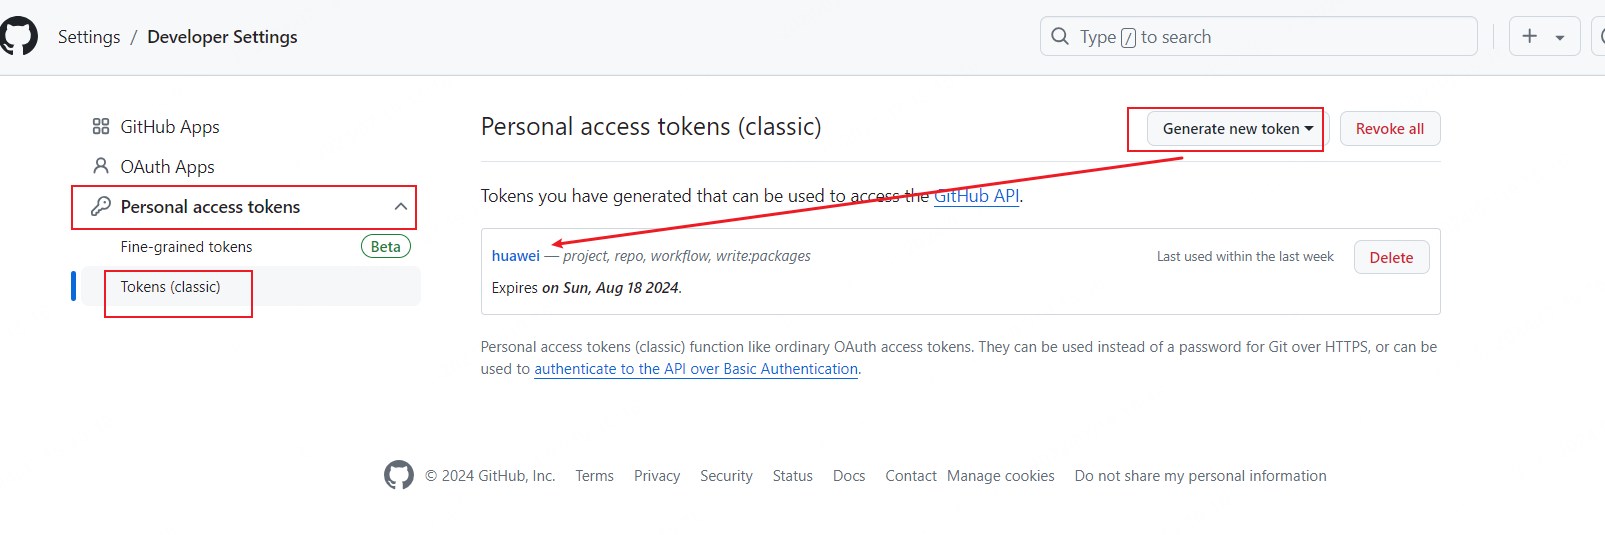 Settings / Developer Settings
Type / to search
GitHub Apps
OAuth Apps
Personal access tokens
Fine-grained tokens Beta
Tokens (classic)
Personal access tokens (classic)
Generate new token
Revoke all
Tokens you have generated that can be used to access the GitHub API.
huawei — project, repo, workflow, write:packages
Last used within the last week
Delete
Expires on Sun, Aug 18 2024.
Personal access tokens (classic) function like ordinary OAuth access tokens. They can be used instead of a password for Git over HTTPS, or can be
used to authenticate to the API over Basic Authentication.
© 2024 GitHub, Inc. Terms Privacy Security Status Docs Contact Manage cookies Do not share my personal information